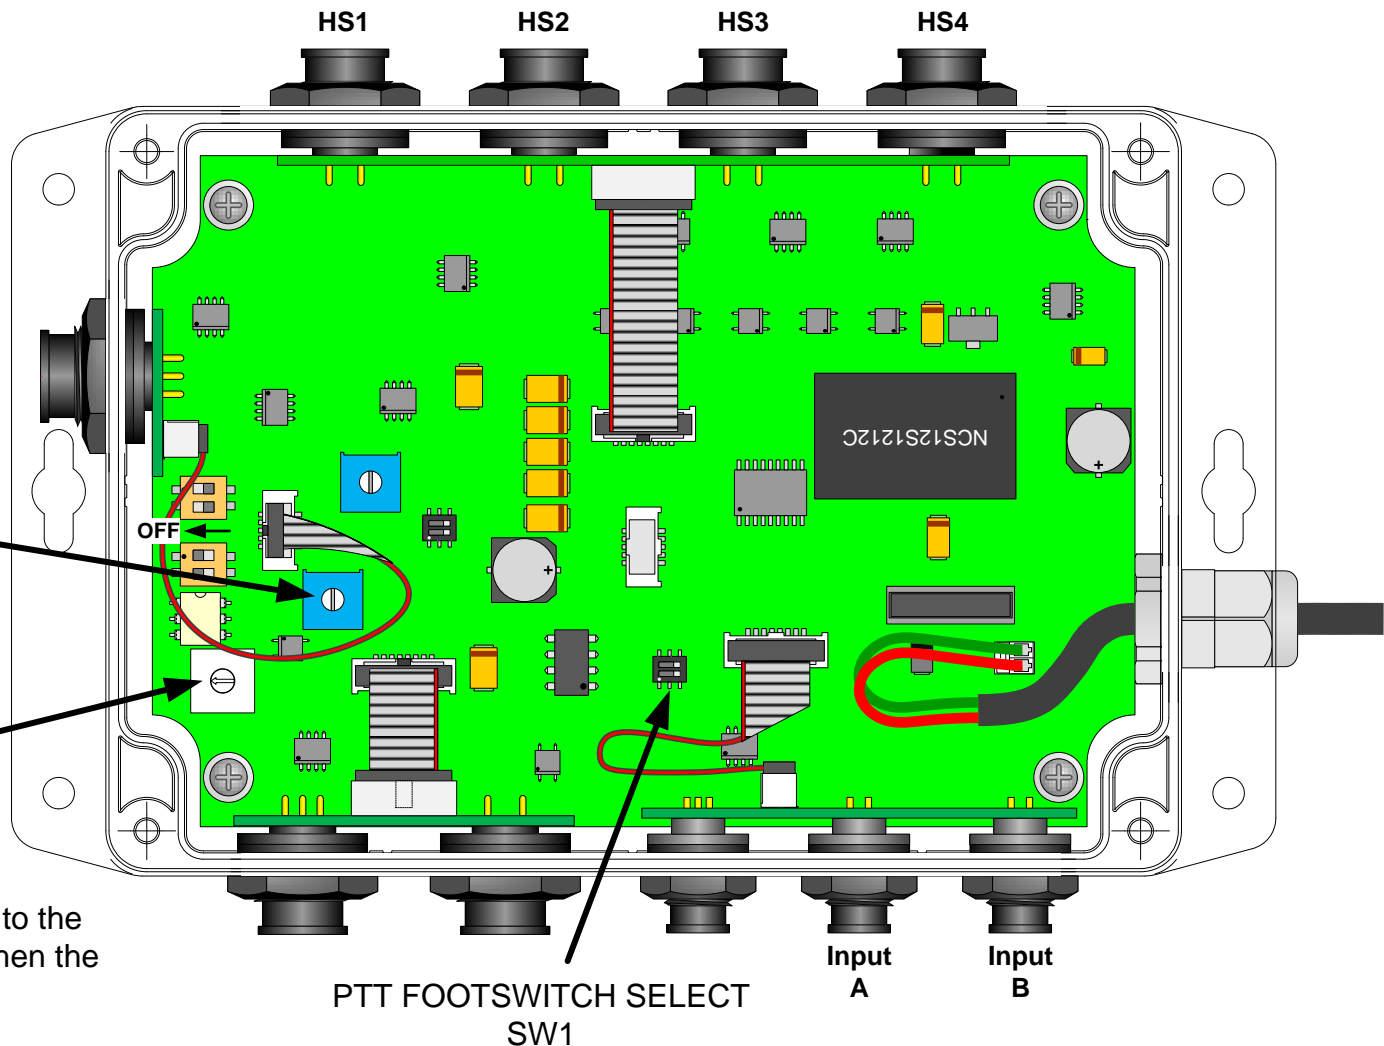 HS1 HS2 HS3 HS4
NCS12S1212C
OFF
to the
hen the
Input
A
Input
B
PTT FOOTSWITCH SELECT
SW1